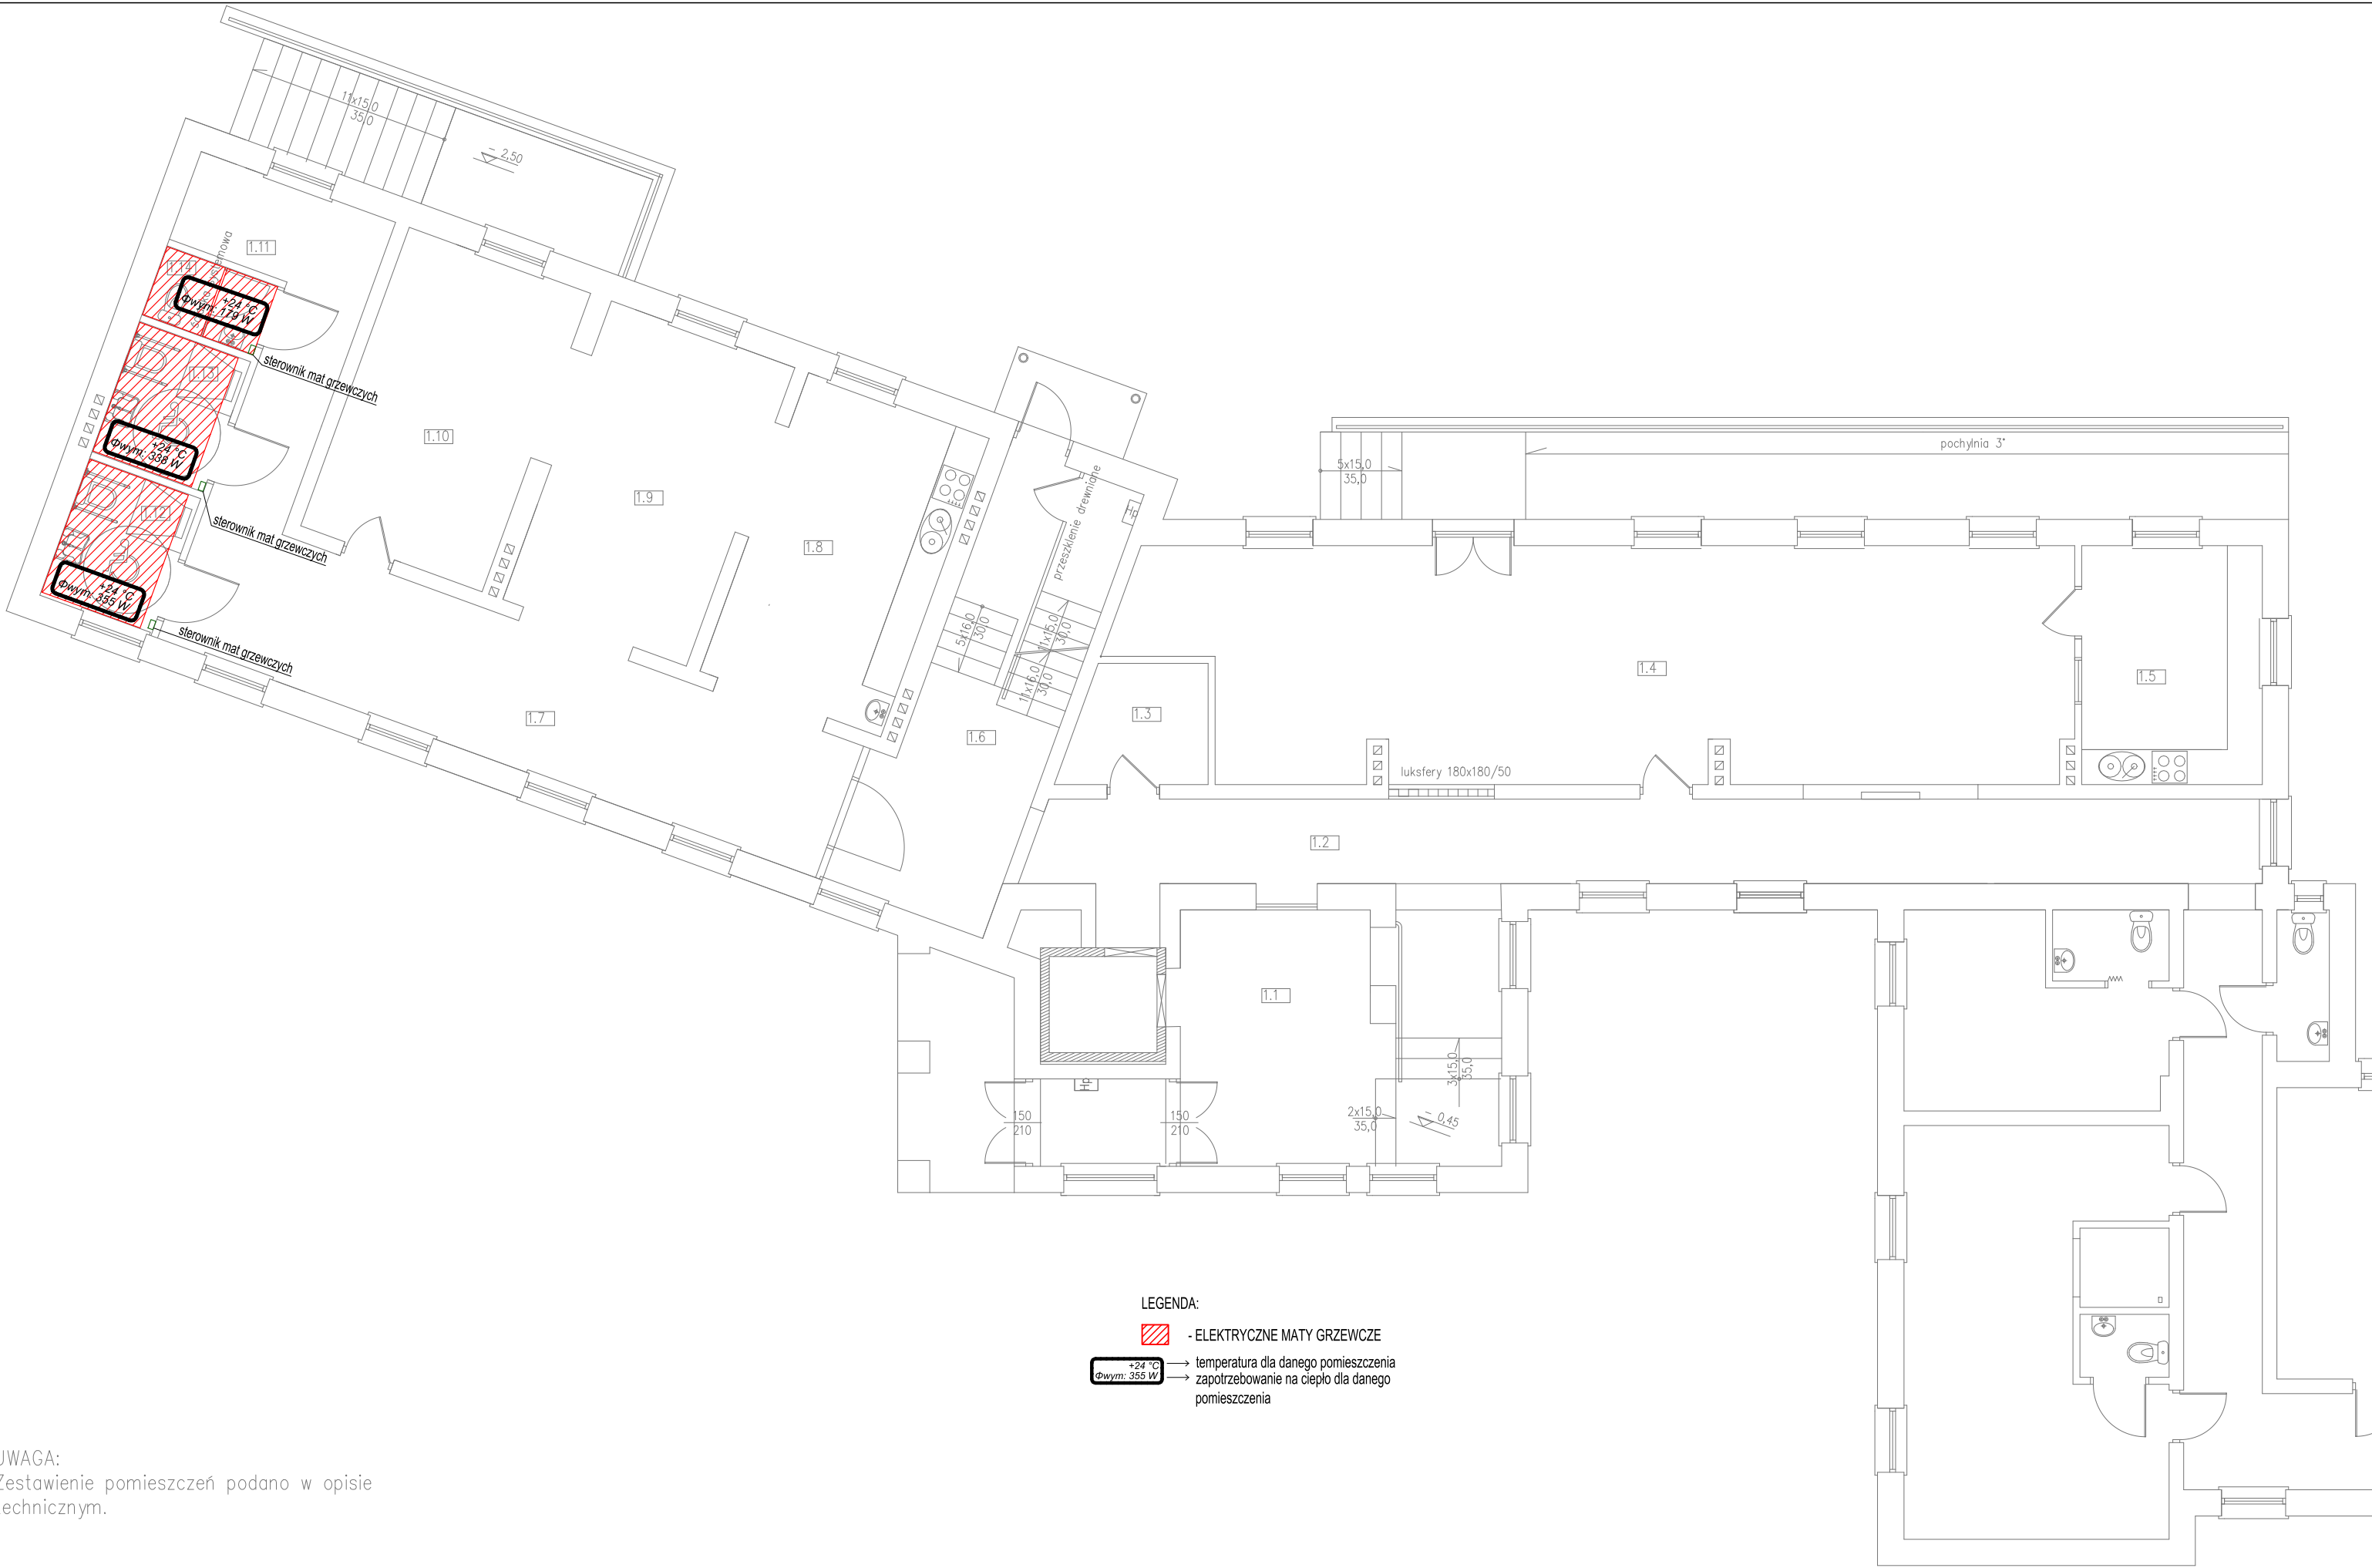 11x15,0
35,0
- 2,50
1.11
1.14
+24 °C
Φwym: 179 W
sterownik mat grzewczych
1.13
+24 °C
Φwym: 338 W
sterownik mat grzewczych
1.12
+24 °C
Φwym: 355 W
sterownik mat grzewczych
1.10
1.9
1.8
1.7
1.6
przeszklenie drewniane
Hp
5x16,0
30,0
11x15,0
30,0
11x16,0
30,0
5x15,0
35,0
pochylnia 3°
1.4
1.5
1.3
luksfery 180x180/50
1.2
1.1
3x15,0
35,0
2x15,0
35,0
- 0,45
Hp
150
210
150
210
LEGENDA:
- ELEKTRYCZNE MATY GRZEWCZE
+24 °C
Φwym: 355 W
temperatura dla danego pomieszczenia
zapotrzebowanie na ciepło dla danego
pomieszczenia
UWAGA:
Zestawienie pomieszczeń podano w opisie
technicznym.